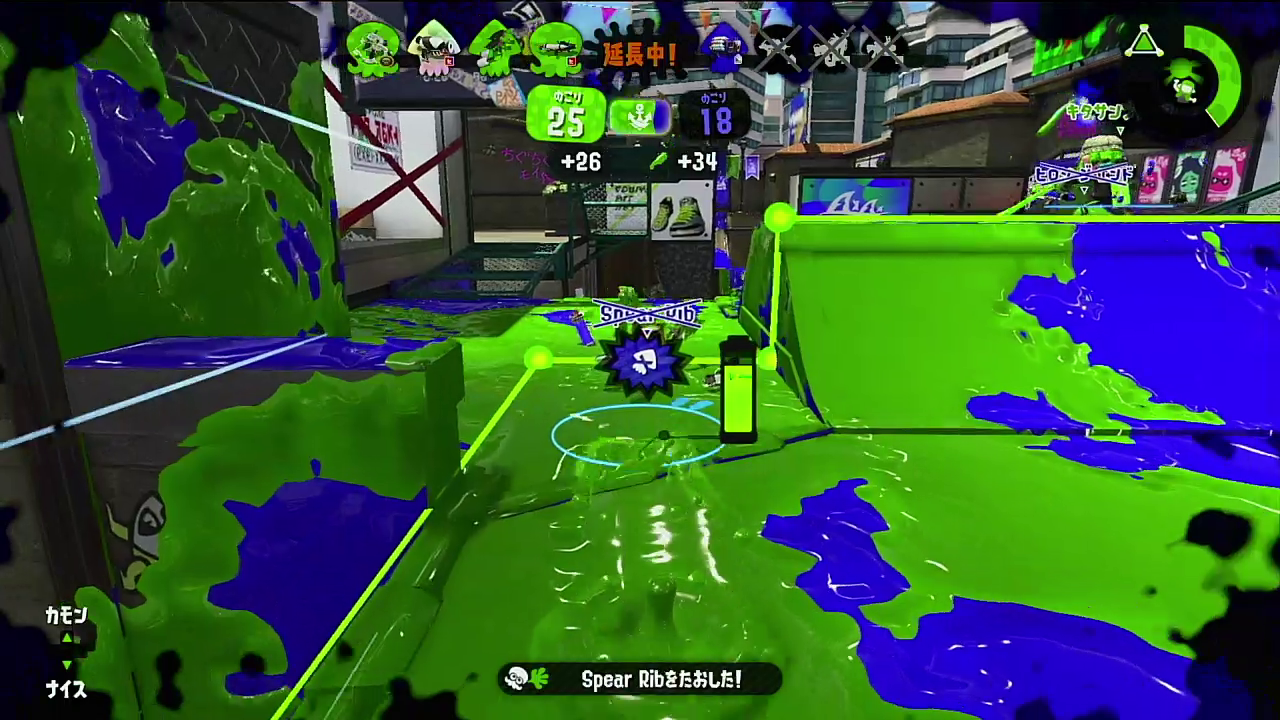 延長中!
のこり
25
のこり
18
+26
+34
キタサン。
Spear Rib
カモン
ナイス
Spear Ribをたおした!